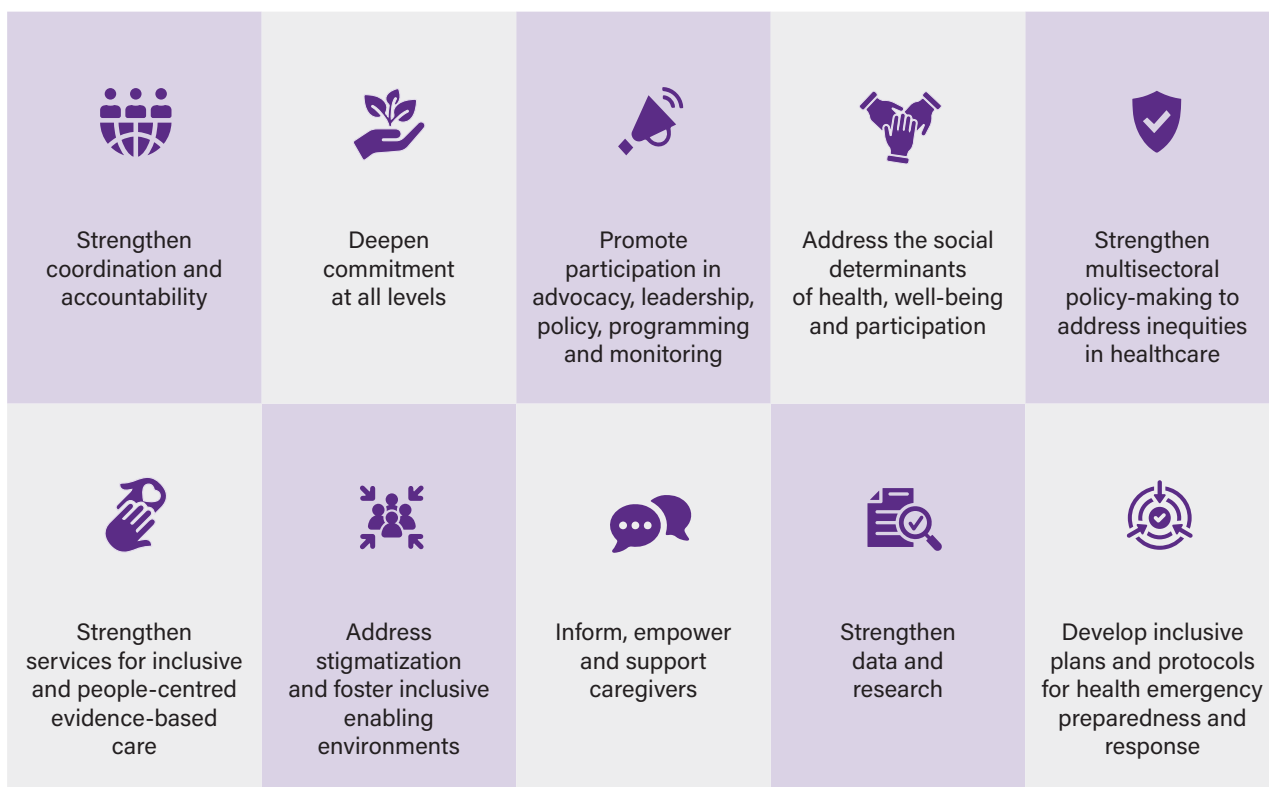 Strengthen
coordination and
accountability
Deepen
commitment
at all levels
Promote
participation in
advocacy, leadership,
policy, programming
and monitoring
Address the social
determinants
of health, well-being
and participation
Strengthen
multisectoral
policy-making to
address inequities
in healthcare
Strengthen
services for inclusive
and people-centred
evidence-based
care
Address
stigmatization
and foster inclusive
enabling
environments
Inform, empower
and support
caregivers
Strengthen
data and
research
Develop inclusive
plans and protocols
for health emergency
preparedness and
response